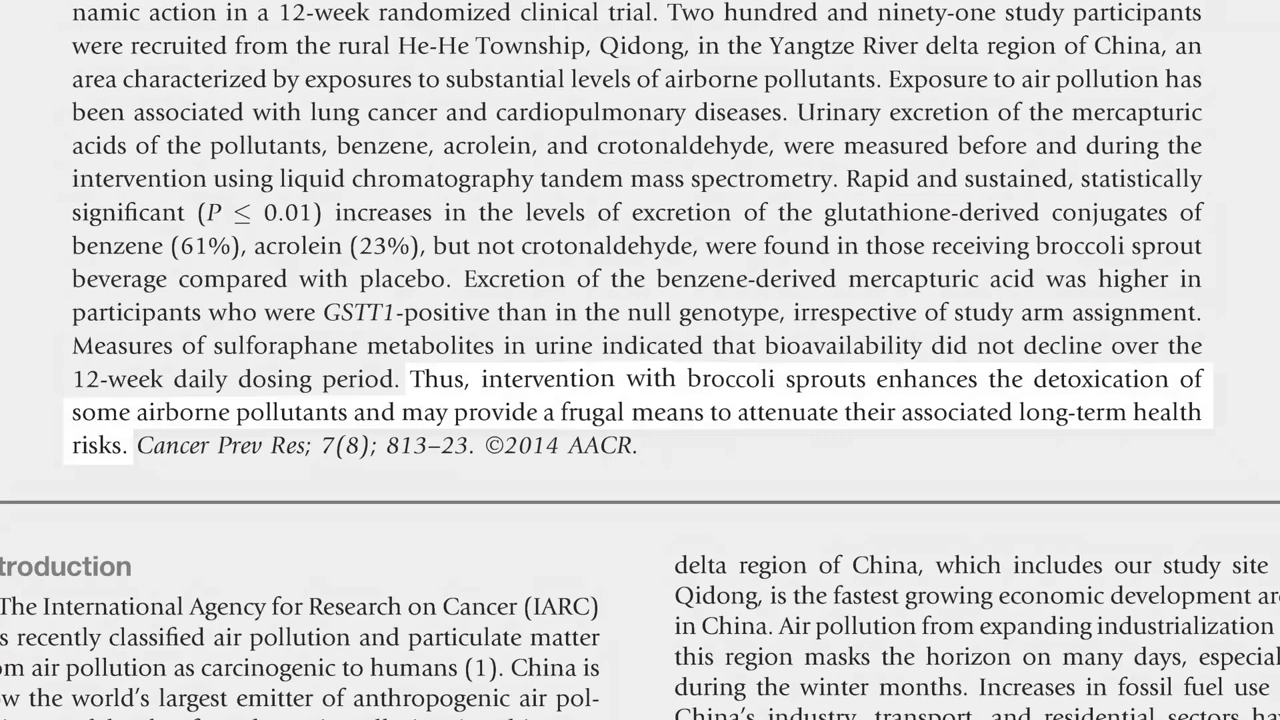 namic action in a 12-week randomized clinical trial. Two hundred and ninety-one study participants
were recruited from the rural He-He Township, Qidong, in the Yangtze River delta region of China, an
area characterized by exposures to substantial levels of airborne pollutants. Exposure to air pollution has
been associated with lung cancer and cardiopulmonary diseases. Urinary excretion of the mercapturic
acids of the pollutants, benzene, acrolein, and crotonaldehyde, were measured before and during the
intervention using liquid chromatography tandem mass spectrometry. Rapid and sustained, statistically
significant (P ≤ 0.01) increases in the levels of excretion of the glutathione-derived conjugates of
benzene (61%), acrolein (23%), but not crotonaldehyde, were found in those receiving broccoli sprout
beverage compared with placebo. Excretion of the benzene-derived mercapturic acid was higher in
participants who were GSTT1-positive than in the null genotype, irrespective of study arm assignment.
Measures of sulforaphane metabolites in urine indicated that bioavailability did not decline over the
12-week daily dosing period. Thus, intervention with broccoli sprouts enhances the detoxication of
some airborne pollutants and may provide a frugal means to attenuate their associated long-term health
risks. Cancer Prev Res; 7(8); 813–23. ©2014 AACR.
troduction
The International Agency for Research on Cancer (IARC)
s recently classified air pollution and particulate matter
om air pollution as carcinogenic to humans (1). China is
ow the world's largest emitter of anthropogenic air pol-
delta region of China, which includes our study site
Qidong, is the fastest growing economic development are
in China. Air pollution from expanding industrialization
this region masks the horizon on many days, especial
during the winter months. Increases in fossil fuel use
China's industry, transport, and residential sectors hav